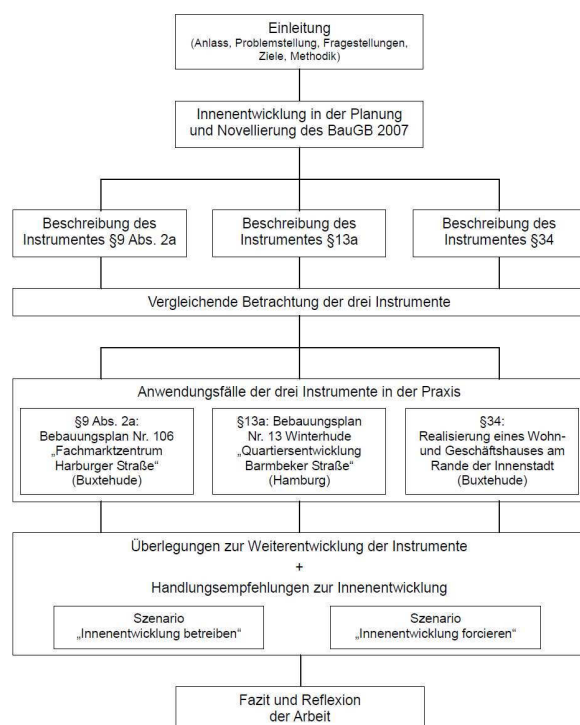 Einleitung
(Anlass, Problemstellung, Fragestellungen,
Ziele, Methodik)
Innenentwicklung in der Planung
und Novellierung des BauGB 2007
Beschreibung des
Instrumentes §9 Abs. 2a
Beschreibung des
Instruments §13a
Beschreibung des
Instruments §34
Vergleichende Betrachtung der drei Instrumente
Anwendungsfälle der drei Instrumente in der Praxis
§9 Abs. 2a:
Bebauungsplan Nr. 106
„Fachmarktzentrum
Harburger Straße“
(Buxtehude)
§13a: Bebauungsplan
Nr. 13 Winterhude
„Quartiersentwicklung
Barmbeker Straße“
(Hamburg)
§34:
Realisierung eines Wohn-
und Geschäftshauses am
Rande der Innenstadt
(Buxtehude)
Überlegungen zur Weiterentwicklung der Instrumente
+
Handlungsempfehlungen zur Innenentwicklung
Szenario
„Innenentwicklung betreiben“
Szenario
„Innenentwicklung forcieren“
Fazit und Reflexion
der Arbeit